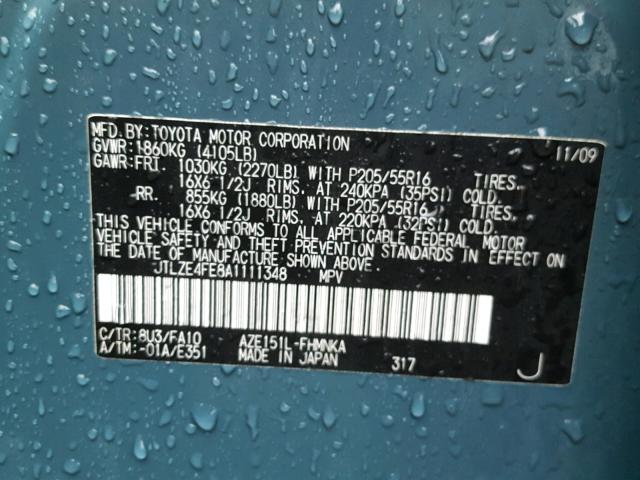 MFD.BY:TOYOTA MOTOR CORPORATION 11/09
GVWR:1860KG (4105LB)
GAWR:FRT. 1030KG (2270LB) WITH P205/55R16 TIRES.
16X6 1/2J RIMS. AT 240KPA (35PSI) COLD.
RR. 855KG (1880LB) WITH P205/55R16 TIRES.
16X6 1/2J RIMS. AT 220KPA (32PSI) COLD.
THIS VEHICLE CONFORMS TO ALL APPLICABLE FEDERAL MOTOR
VEHICLE SAFETY AND THEFT PREVENTION STANDARDS IN EFFECT ON
THE DATE OF MANUFACTURE SHOWN ABOVE.
JTLZE4FE8A1111348 MPV
C/TR:8U3/FA10 AZE151L-FHMNKA
A/TM:-01A/E351 MADE IN JAPAN 317 J